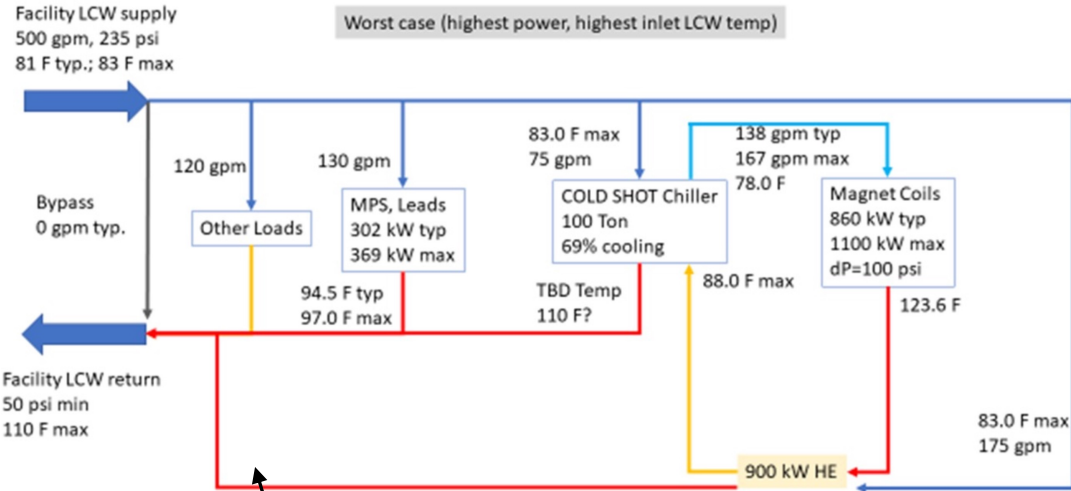 Facility LCW supply
500 gpm, 235 psi
81 F typ.; 83 F max
Worst case (highest power, highest inlet LCW temp)
120 gpm
130 gpm
83.0 F max
75 gpm
138 gpm typ
167 gpm max
78.0 F
Bypass
0 gpm typ.
Other Loads
MPS, Leads
302 kW typ
369 kW max
COLD SHOT Chiller
100 Ton
69% cooling
Magnet Coils
860 kW typ
1100 kW max
dP=100 psi
94.5 F typ
97.0 F max
TBD Temp
110 F?
88.0 F max
123.6 F
Facility LCW return
50 psi min
110 F max
83.0 F max
175 gpm
900 kW HE